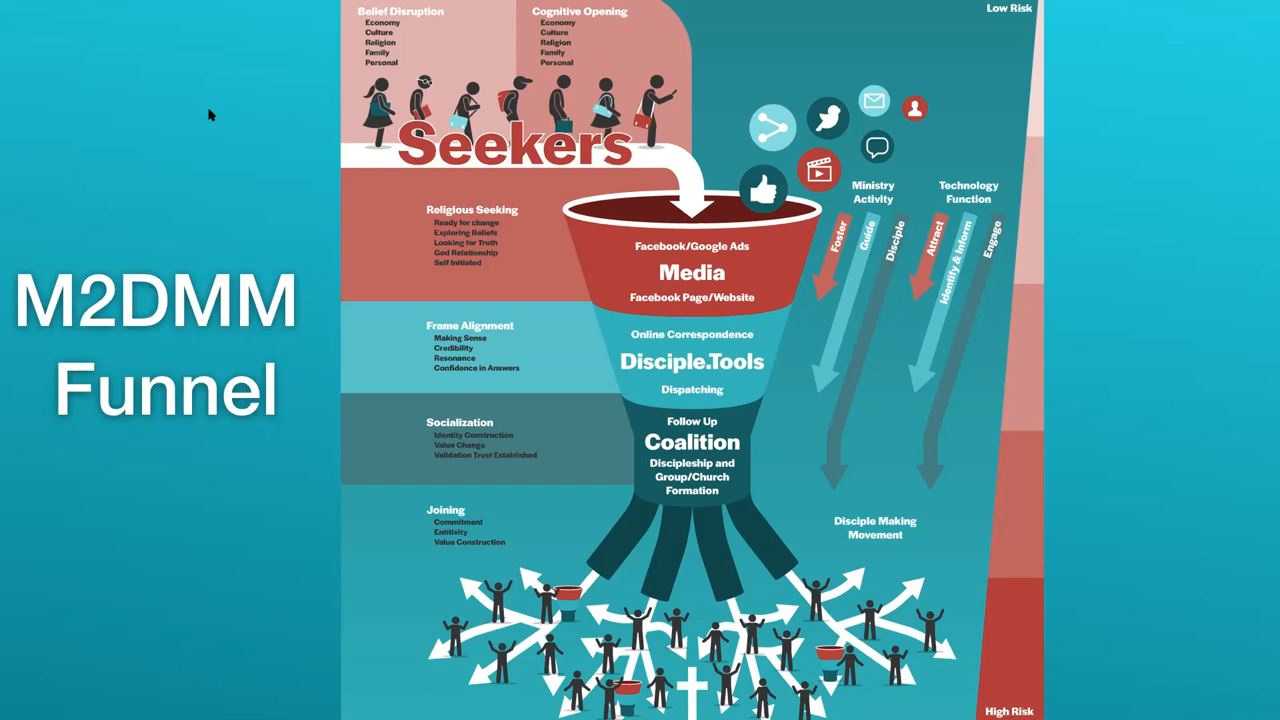 M2DMM
Funnel
Belief Disruption
Economy
Culture
Religion
Family
Personal
Cognitive Opening
Economy
Culture
Religion
Family
Personal
Seekers
Low Risk
Religious Seeking
Ready for change
Exploring Beliefs
Looking for Truth
God Relationship
Self Initiated
Facebook/Google Ads
Media
Facebook Page/Website
Ministry
Activity
Foster
Guide
Disciple
Technology
Function
Attract
Identify & Inform
Engage
Frame Alignment
Making Sense
Credibility
Resonance
Confidence in Answers
Online Correspondence
Disciple.Tools
Dispatching
Socialization
Identity Construction
Value Change
Validation Trust Established
Follow Up
Coalition
Discipleship and
Group/Church
Formation
Joining
Commitment
Entitivity
Value Construction
Disciple Making
Movement
High Risk